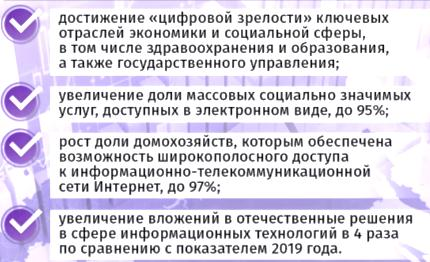 достижение «цифровой зрелости» ключевых
отраслей экономики и социальной сферы,
в том числе здравоохранения и образования,
а также государственного управления;
увеличение доли массовых социально значимых
услуг, доступных в электронном виде, до 95%;
рост доли домохозяйств, которым обеспечена
возможность широкополосного доступа
к информационно-телекоммуникационной
сети Интернет, до 97%;
увеличение вложений в отечественные решения
в сфере информационных технологий в 4 раза
по сравнению с показателем 2019 года.